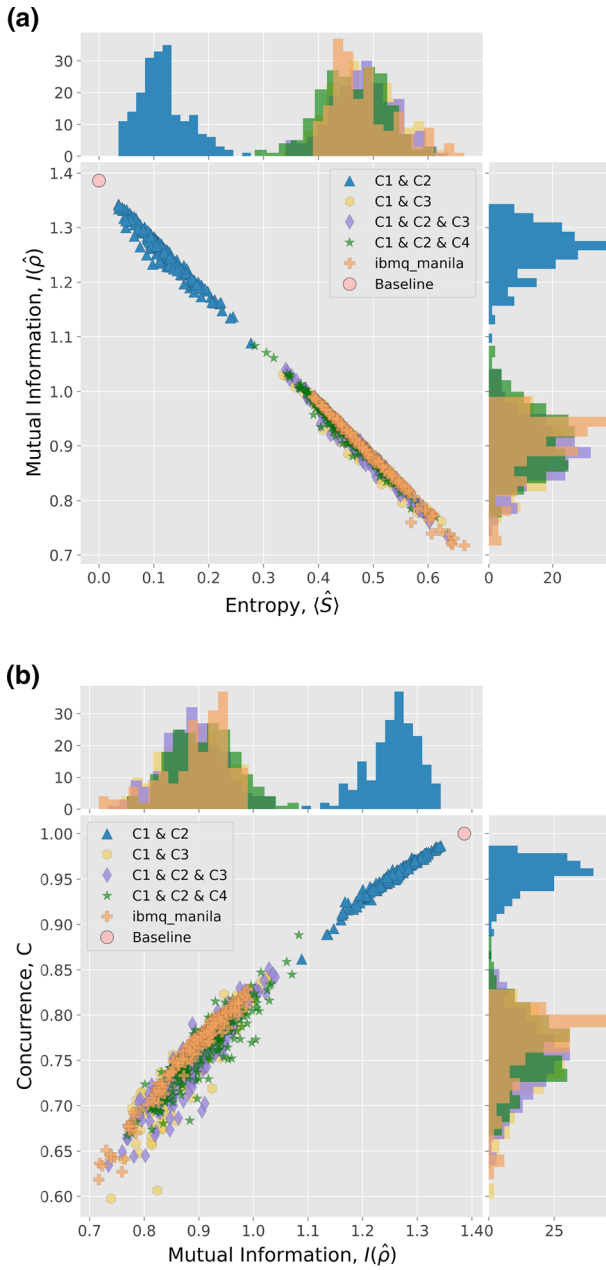 (a)
30
20
10
0
1.4
1.3
1.2
1.1
1.0
0.9
0.8
0.7
Mutual Information, I(ρ̂)
C1 & C2
C1 & C3
C1 & C2 & C3
C1 & C2 & C4
ibmq_manila
Baseline
0.0 0.1 0.2 0.3 0.4 0.5 0.6
0 20
Entropy, ⟨Ŝ⟩
(b)
30
20
10
0
1.00
0.95
0.90
0.85
0.80
0.75
0.70
0.65
0.60
Concurrence, C
C1 & C2
C1 & C3
C1 & C2 & C3
C1 & C2 & C4
ibmq_manila
Baseline
0.7 0.8 0.9 1.0 1.1 1.2 1.3 1.4
0 25
Mutual Information, I(ρ̂)